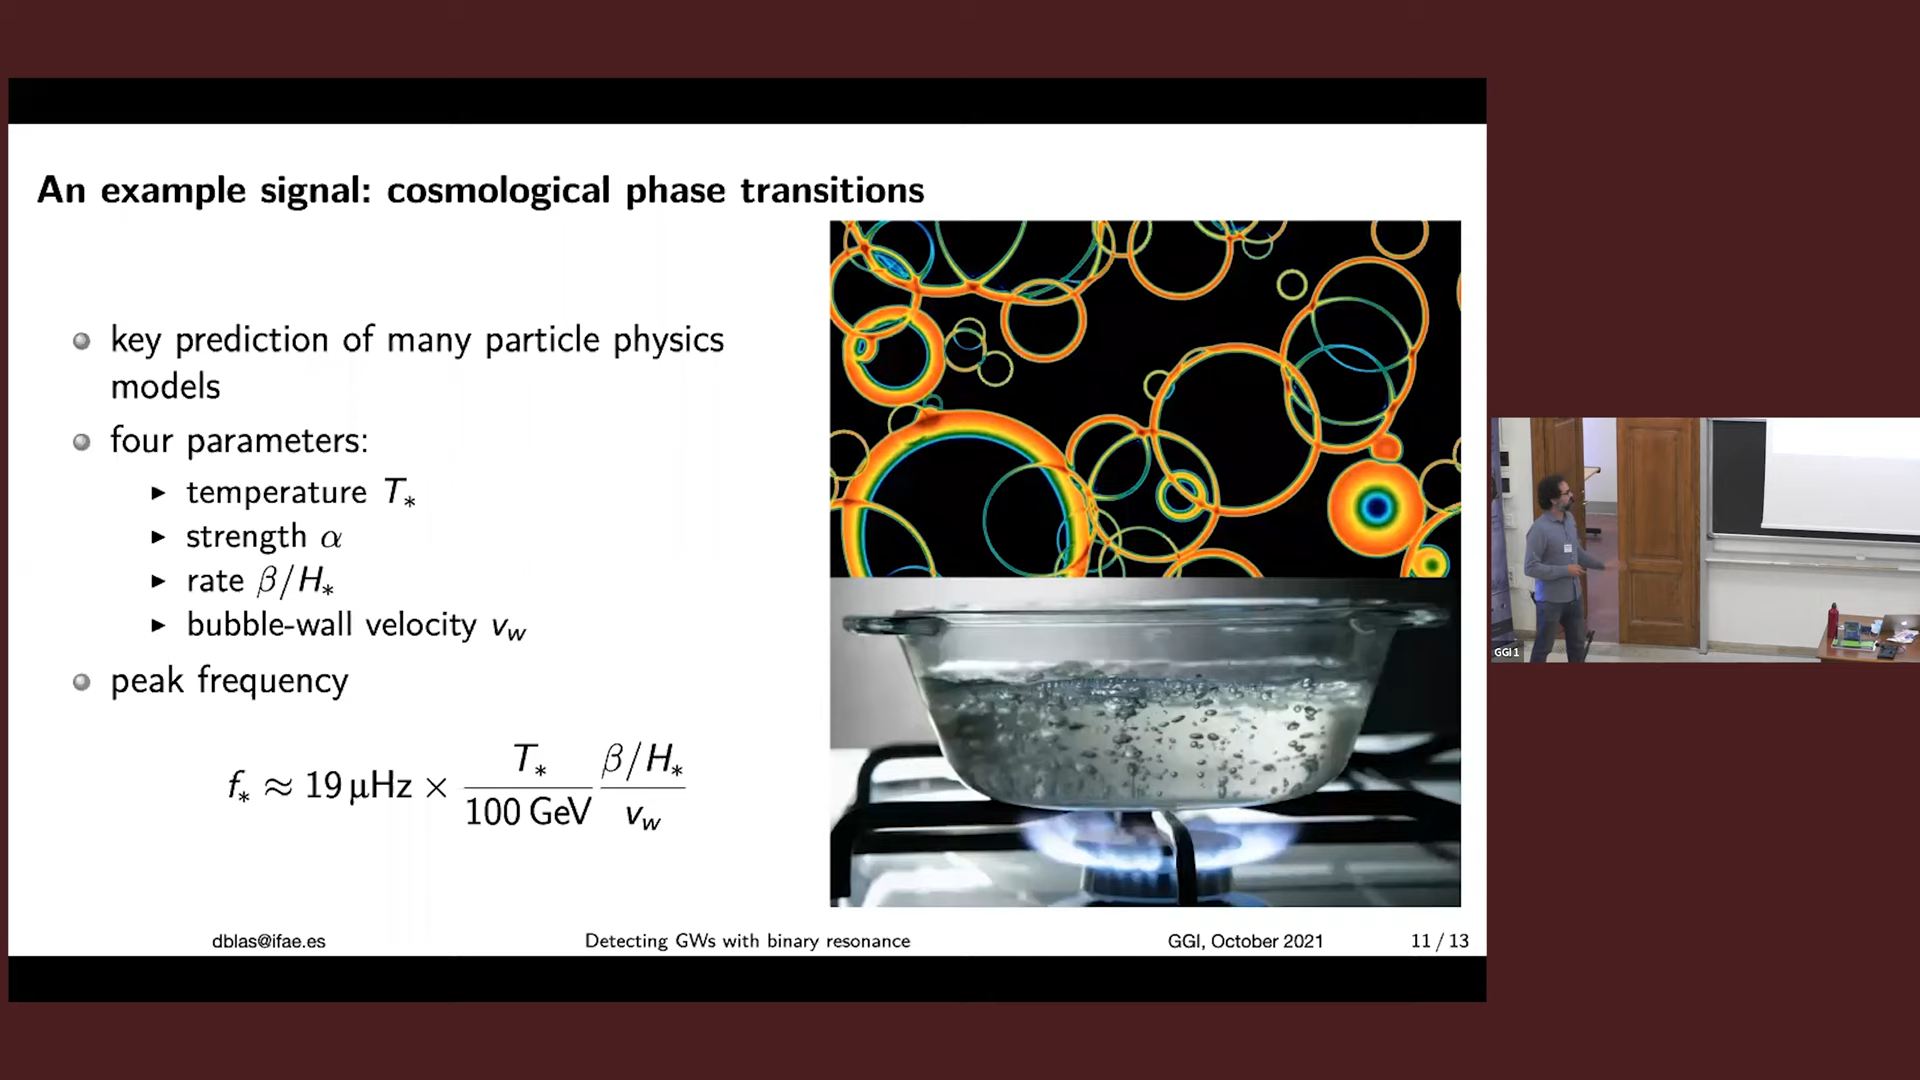 An example signal: cosmological phase transitions
key prediction of many particle physics
models
four parameters:
temperature T*
strength α
rate β/H*
bubble-wall velocity v_w
peak frequency
f* ≈ 19 μHz × T*/100 GeV β/H*/v_w
dblas@ifae.es Detecting GWs with binary resonance GGI, October 2021 11 / 13
GGI 1